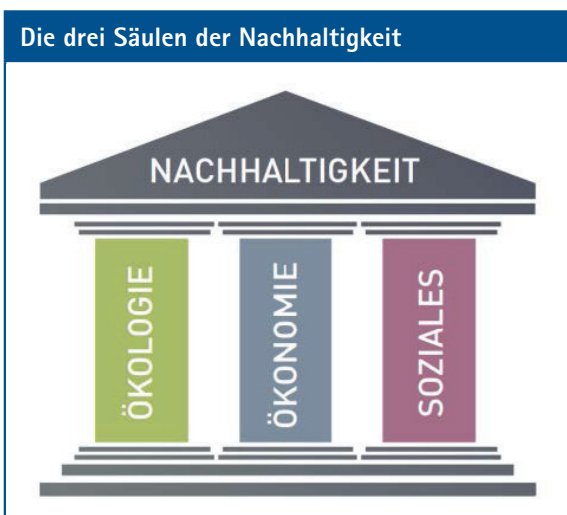 Die drei Säulen der Nachhaltigkeit
NACHHALTIGKEIT
ÖKOLOGIE
ÖKONOMIE
SOZIALES